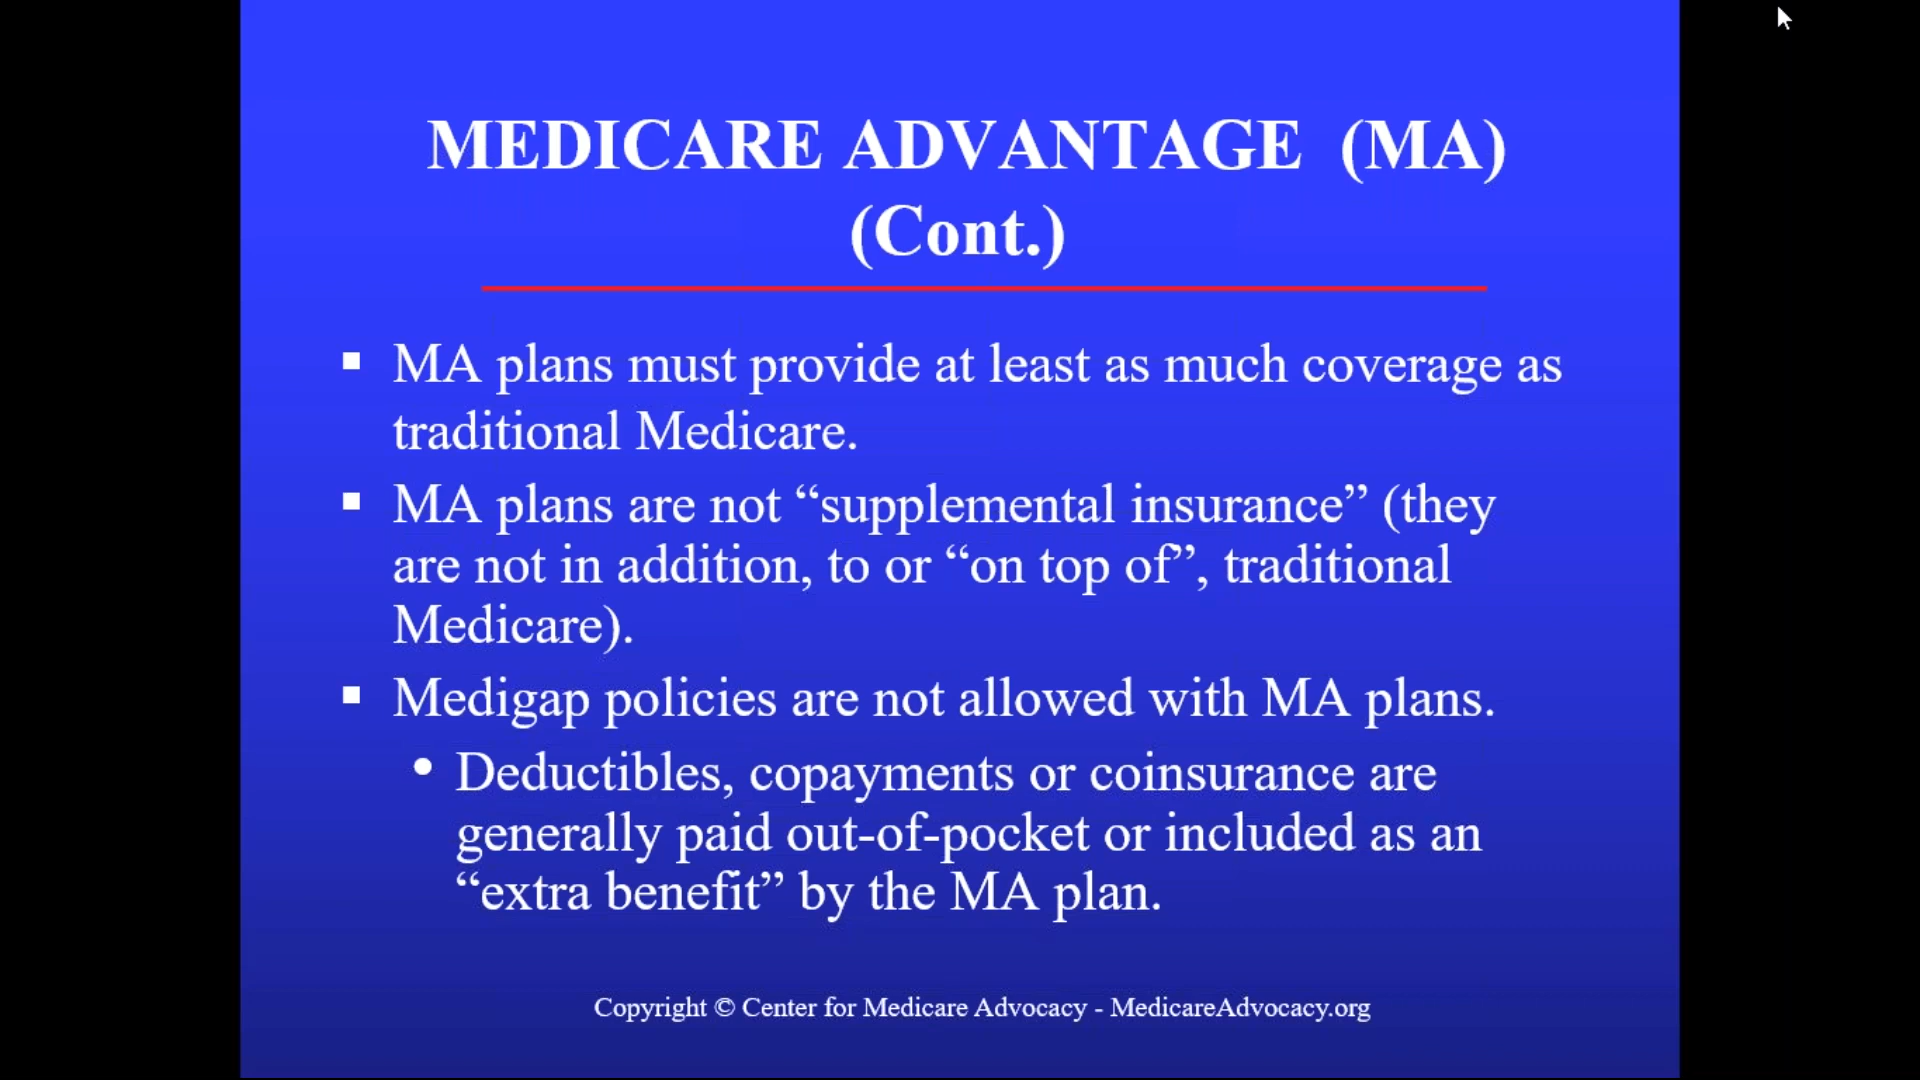 MEDICARE ADVANTAGE (MA)
(Cont.)
MA plans must provide at least as much coverage as
traditional Medicare.
MA plans are not “supplemental insurance” (they
are not in addition, to or “on top of”, traditional
Medicare).
Medigap policies are not allowed with MA plans.
Deductibles, copayments or coinsurance are
generally paid out-of-pocket or included as an
“extra benefit” by the MA plan.
Copyright © Center for Medicare Advocacy - MedicareAdvocacy.org